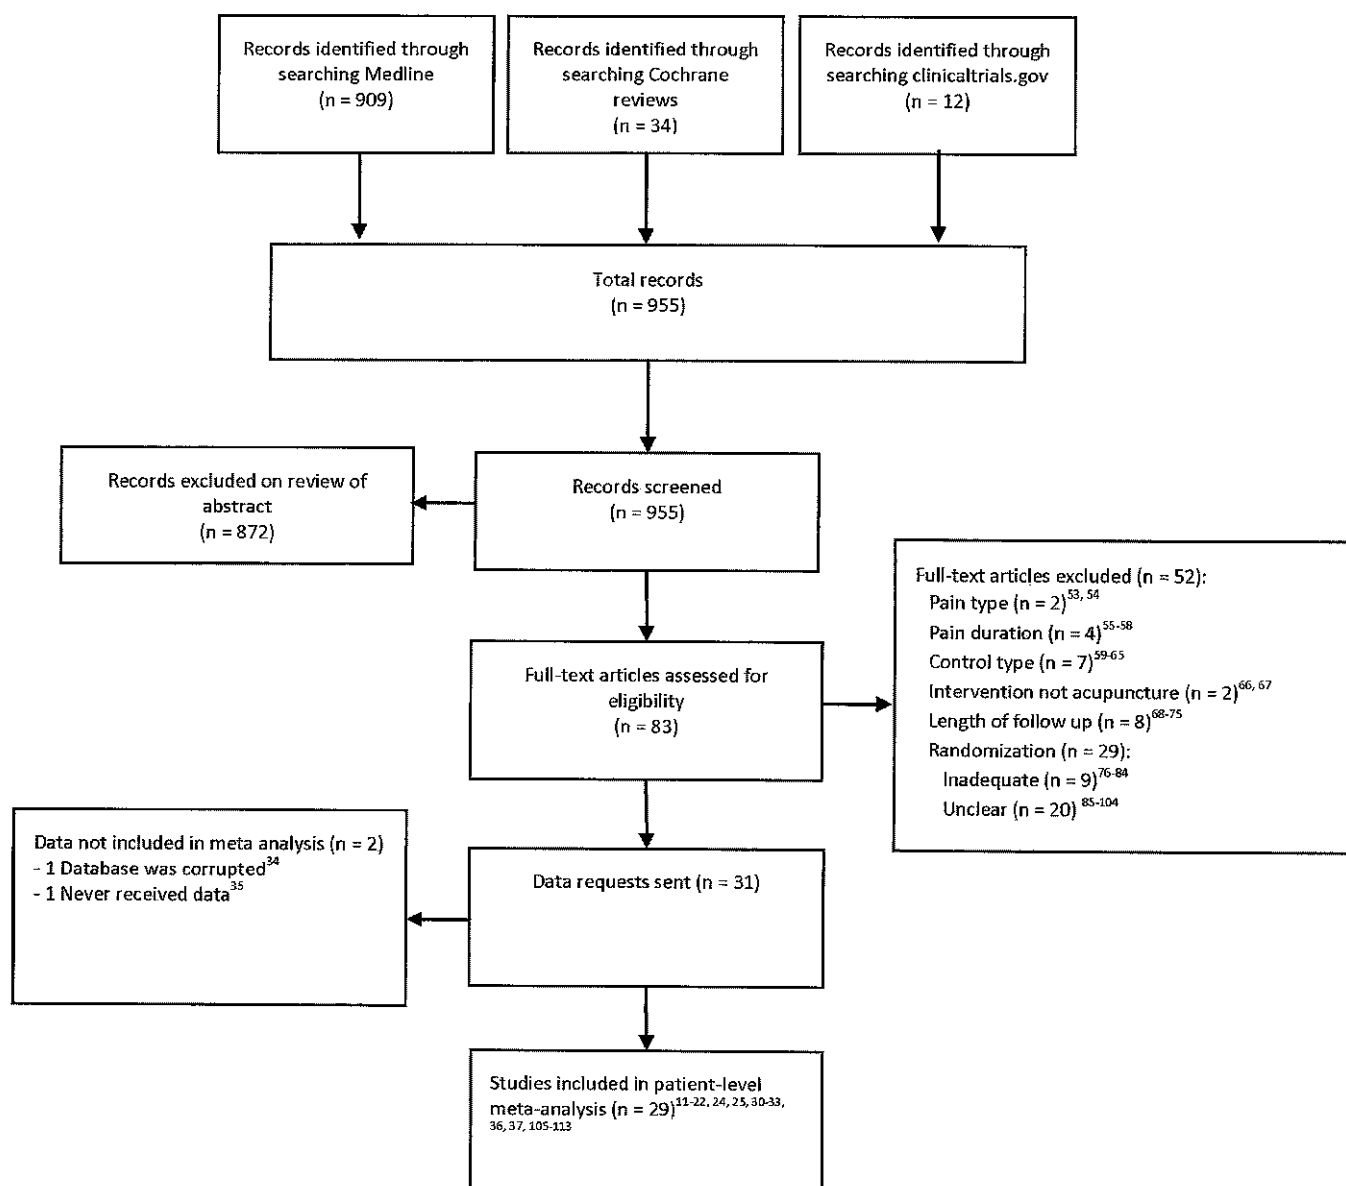 Records identified through
searching Medline
(n = 909)
Records identified through
searching Cochrane
reviews
(n = 34)
Records identified through
searching clinicaltrials.gov
(n = 12)
Total records
(n = 955)
Records excluded on review of
abstract
(n = 872)
Records screened
(n = 955)
Full-text articles assessed for
eligibility
(n = 83)
Full-text articles excluded (n = 52):
Pain type (n = 2)53, 54
Pain duration (n = 4)55-58
Control type (n = 7)59-65
Intervention not acupuncture (n = 2)66, 67
Length of follow up (n = 8)68-75
Randomization (n = 29):
Inadequate (n = 9)76-84
Unclear (n = 20) 85-104
Data not included in meta analysis (n = 2)
- 1 Database was corrupted34
- 1 Never received data35
Data requests sent (n = 31)
Studies included in patient-level
meta-analysis (n = 29)11-22, 24, 25, 30-33,
36, 37, 105-113